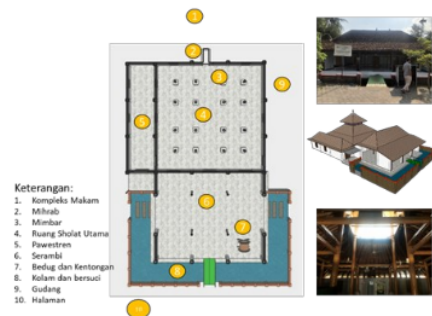 1
2
3
9
4
5
6
7
8
Keterangan:
1. Kompleks Makam
2. Mihrab
3. Mimbar
4. Ruang Sholat Utama
5. Pawestren
6. Serambi
7. Bedug dan Kentongan
8. Kolam dan bersuci
9. Gudang
10. Halaman